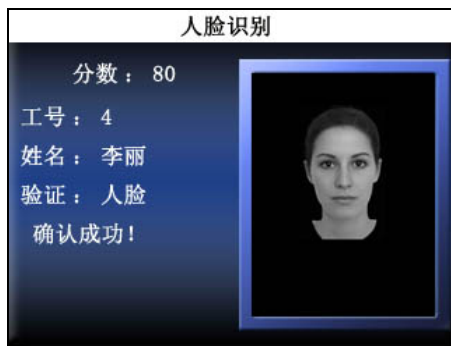 人脸识别
分数： 80
工号： 4
姓名： 李丽
验证： 人脸
确认成功！